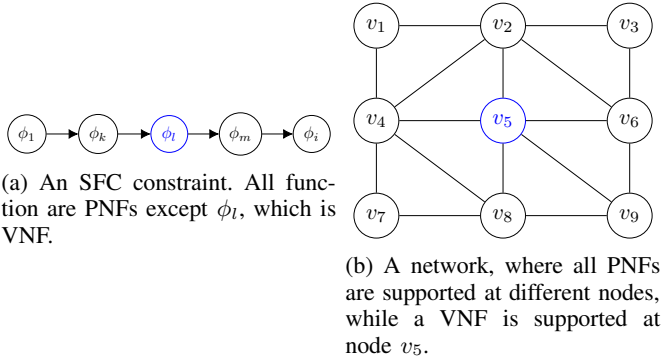 ϕ1 ϕk ϕl ϕm ϕi
(a) An SFC constraint. All func-
tion are PNFs except ϕl, which is
VNF.
v1 v2 v3
v4 v5 v6
v7 v8 v9
(b) A network, where all PNFs
are supported at different nodes,
while a VNF is supported at
node v5.